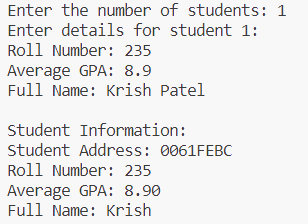 Enter the number of students: 1
Enter details for student 1:
Roll Number: 235
Average GPA: 8.9
Full Name: Krish Patel

Student Information:
Student Address: 0061FEBC
Roll Number: 235
Average GPA: 8.90
Full Name: Krish